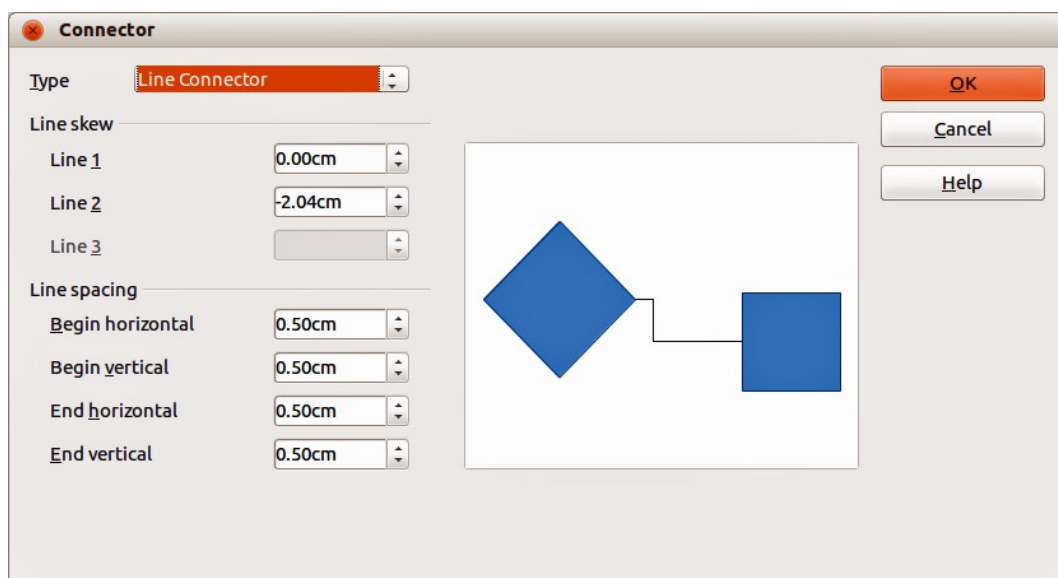 Connector
Type Line Connector
OK
Line skew
Cancel
Line 1 0.00cm
Help
Line 2 -2.04cm
Line 3
Line spacing
Begin horizontal 0.50cm
Begin vertical 0.50cm
End horizontal 0.50cm
End vertical 0.50cm